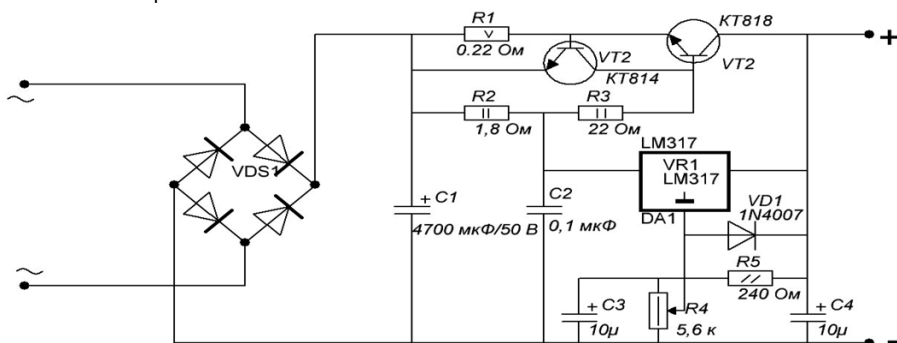 R1
0.22 Ом
КТ818
+
VT2
КТ814
VT2
~
R2
1,8 Ом
R3
22 Ом
LM317
VR1
LM317
DA1
VDS1
+ C1
4700 мкФ/50 В
C2
0,1 мкФ
VD1
1N4007
R5
240 Ом
~
+ C3
10µ
R4
5,6 к
+ C4
10µ
-